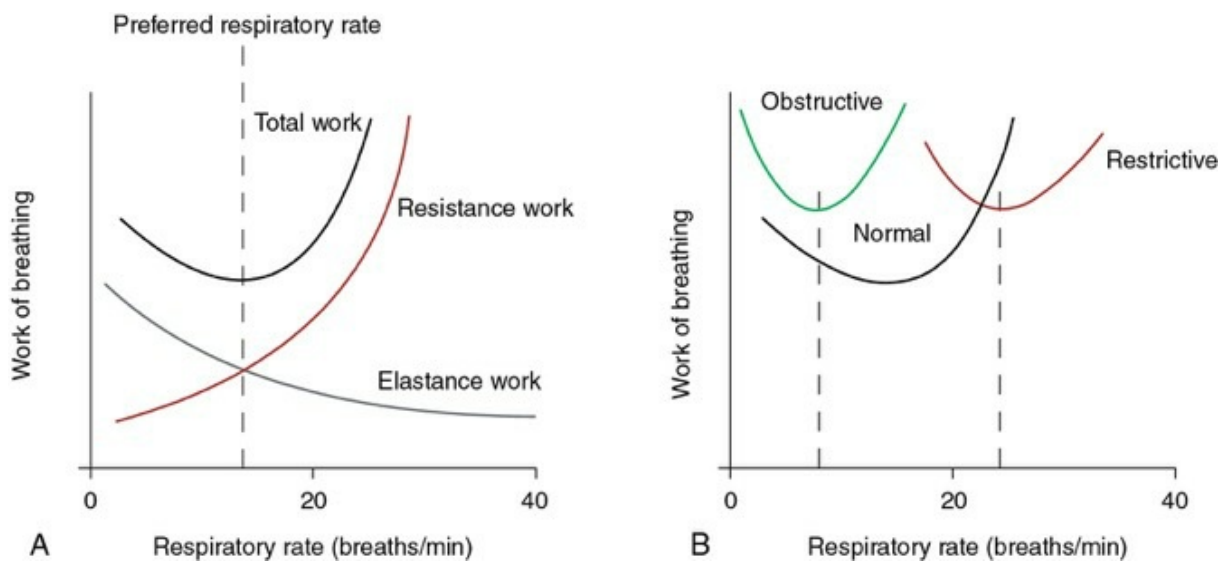 Preferred respiratory rate
Total work
Resistance work
Elastance work
Work of breathing
0
20
40
A
Respiratory rate (breaths/min)
Obstructive
Restrictive
Normal
Work of breathing
0
20
40
B
Respiratory rate (breaths/min)